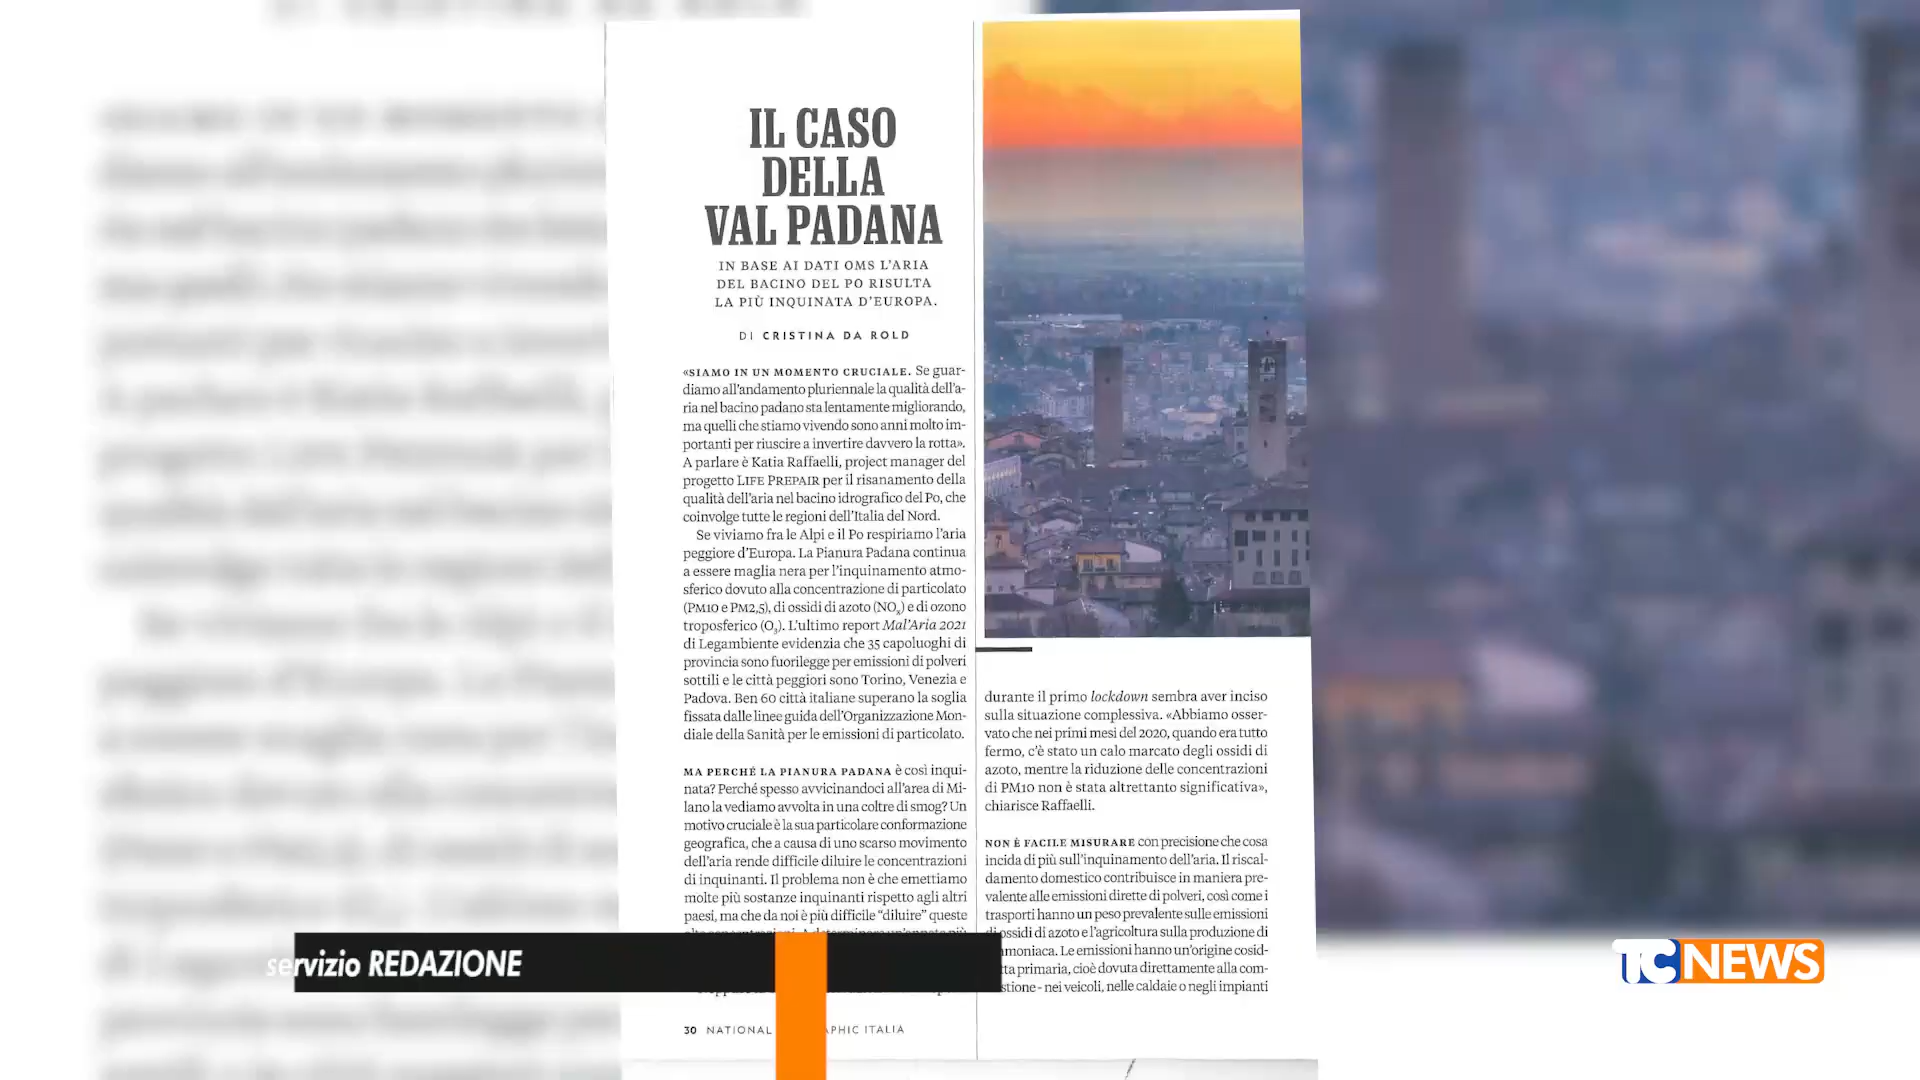 IL CASO
DELLA
VAL PADANA
IN BASE AI DATI OMS L'ARIA
DEL BACINO DEL PO RISULTA
LA PIÙ INQUINATA D'EUROPA.
DI CRISTINA DA ROLD
«SIAMO IN UN MOMENTO CRUCIALE. Se guar-
diamo all'andamento pluriennale la qualità dell'a-
ria nel bacino padano sta lentamente migliorando,
ma quelli che stiamo vivendo sono anni molto im-
portanti per riuscire a invertire davvero la rotta».
A parlare è Katia Raffaelli, project manager del
progetto LIFE PREPAIR per il risanamento della
qualità dell'aria nel bacino idrografico del Po, che
coinvolge tutte le regioni dell'Italia del Nord.
Se viviamo fra le Alpi e il Po respiriamo l'aria
peggiore d'Europa. La Pianura Padana continua
a essere maglia nera per l'inquinamento atmo-
sferico dovuto alla concentrazione di particolato
(PM10 e PM2,5), di ossidi di azoto (NOx) e di ozono
troposferico (O3). L'ultimo report Mal'Aria 2021
di Legambiente evidenzia che 35 capoluoghi di
provincia sono fuorilegge per emissioni di polveri
sottili e le città peggiori sono Torino, Venezia e
Padova. Ben 60 città italiane superano la soglia
fissata dalle linee guida dell'Organizzazione Mon-
diale della Sanità per le emissioni di particolato.
MA PERCHÉ LA PIANURA PADANA è così inqui-
nata? Perché spesso avvicinandoci all'area di Mi-
lano la vediamo avvolta in una coltre di smog? Un
motivo cruciale è la sua particolare conformazione
geografica, che a causa di uno scarso movimento
dell'aria rende difficile diluire le concentrazioni
di inquinanti. Il problema non è che emettiamo
molte più sostanze inquinanti rispetto agli altri
paesi, ma che da noi è più difficile "diluire" queste
30 NATIONAL APHIC ITALIA
durante il primo lockdown sembra aver inciso
sulla situazione complessiva. «Abbiamo osser-
vato che nei primi mesi del 2020, quando era tutto
fermo, c'è stato un calo marcato degli ossidi di
azoto, mentre la riduzione delle concentrazioni
di PM10 non è stata altrettanto significativa»,
chiarisce Raffaelli.
NON È FACILE MISURARE con precisione che cosa
incida di più sull'inquinamento dell'aria. Il riscal-
damento domestico contribuisce in maniera pre-
valente alle emissioni dirette di polveri, così come i
trasporti hanno un peso prevalente sulle emissioni
di ossidi di azoto e l'agricoltura sulla produzione di
mmoniaca. Le emissioni hanno un'origine cosid-
tta primaria, cioè dovuta direttamente alla com-
stione - nei veicoli, nelle caldaie o negli impianti
servizio REDAZIONE
TC NEWS